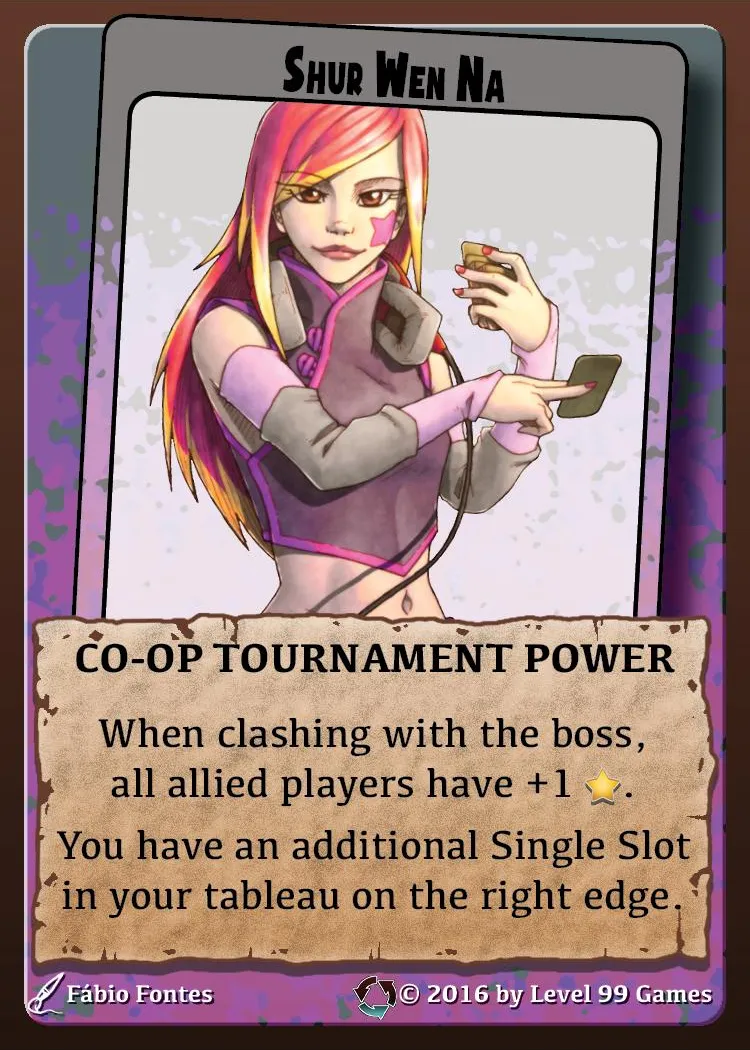 Shur Wen Na
CO-OP TOURNAMENT POWER
When clashing with the boss,
all allied players have +1 ⭐.
You have an additional Single Slot
in your tableau on the right edge.
Fábio Fontes
© 2016 by Level 99 Games